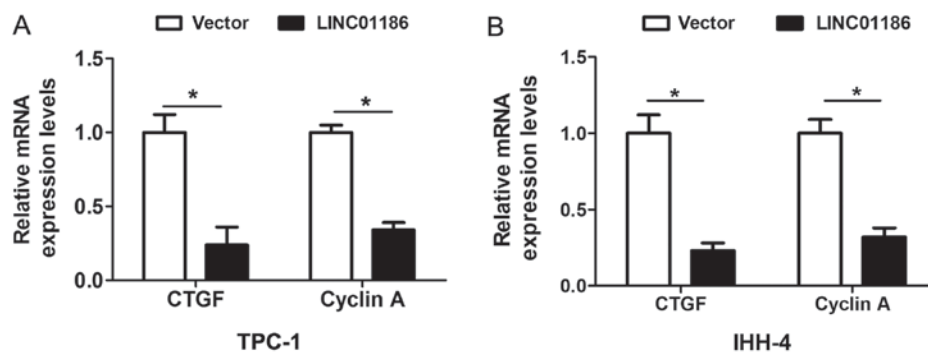 A
Vector LINC01186
Relative mRNA
expression levels
1.5
1.0
0.5
0.0
*
*
CTGF Cyclin A
TPC-1
B
Vector LINC01186
Relative mRNA
expression levels
1.5
1.0
0.5
0.0
*
*
CTGF Cyclin A
IHH-4